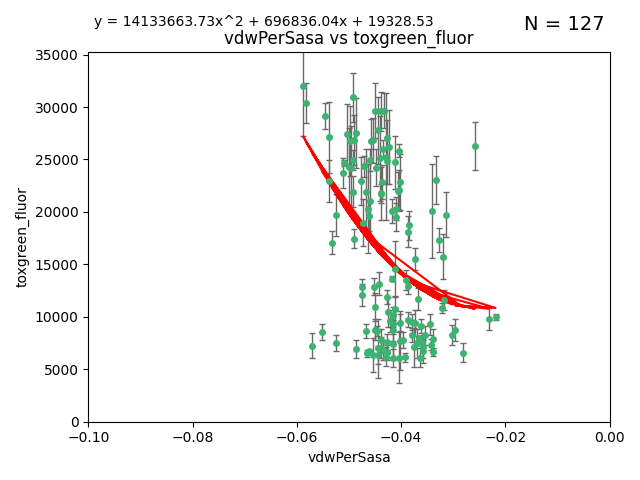 y = 14133663.73x^2 + 696836.04x + 19328.53
N = 127
vdwPerSasa vs toxgreen_fluor
35000
30000
25000
20000
15000
10000
5000
0
toxgreen_fluor
−0.10 −0.08 −0.06 −0.04 −0.02 0.00
vdwPerSasa